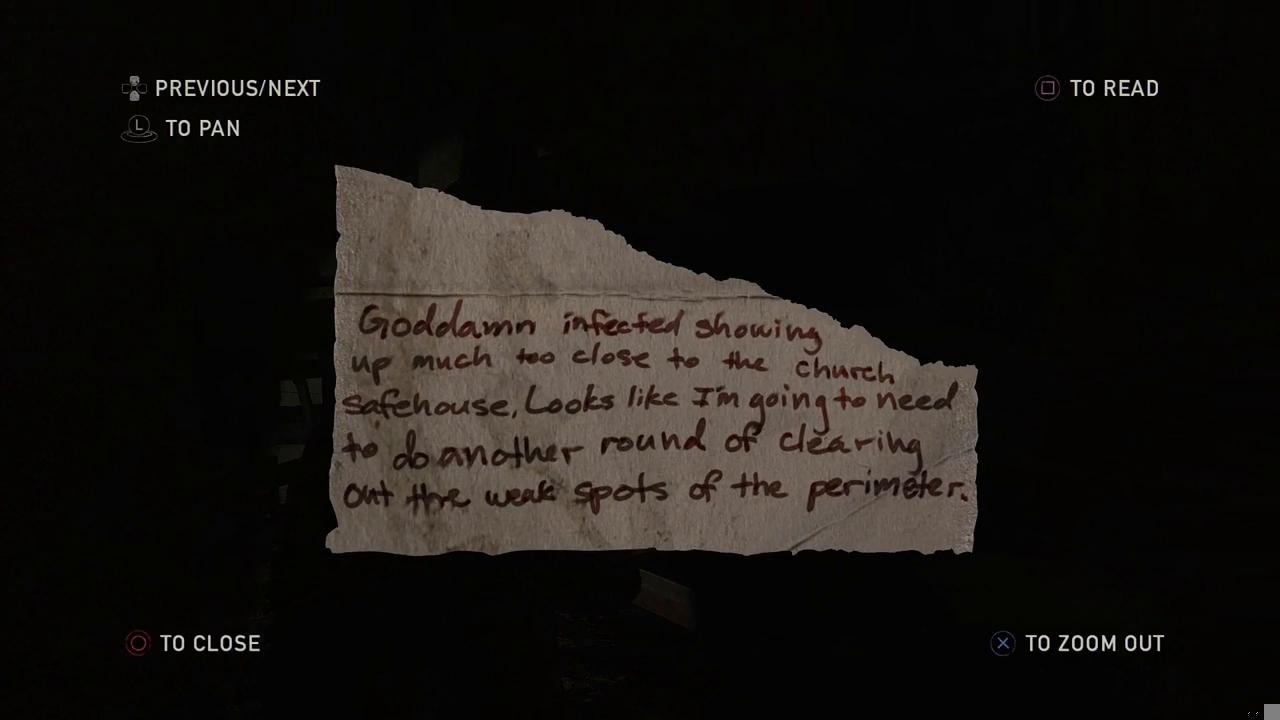 PREVIOUS/NEXT
TO READ
L TO PAN
Goddamn infected showing
up much too close to the church
safehouse, Looks like I'm going to need
to do another round of clearing
out the weak spots of the perimeter.
TO CLOSE
TO ZOOM OUT